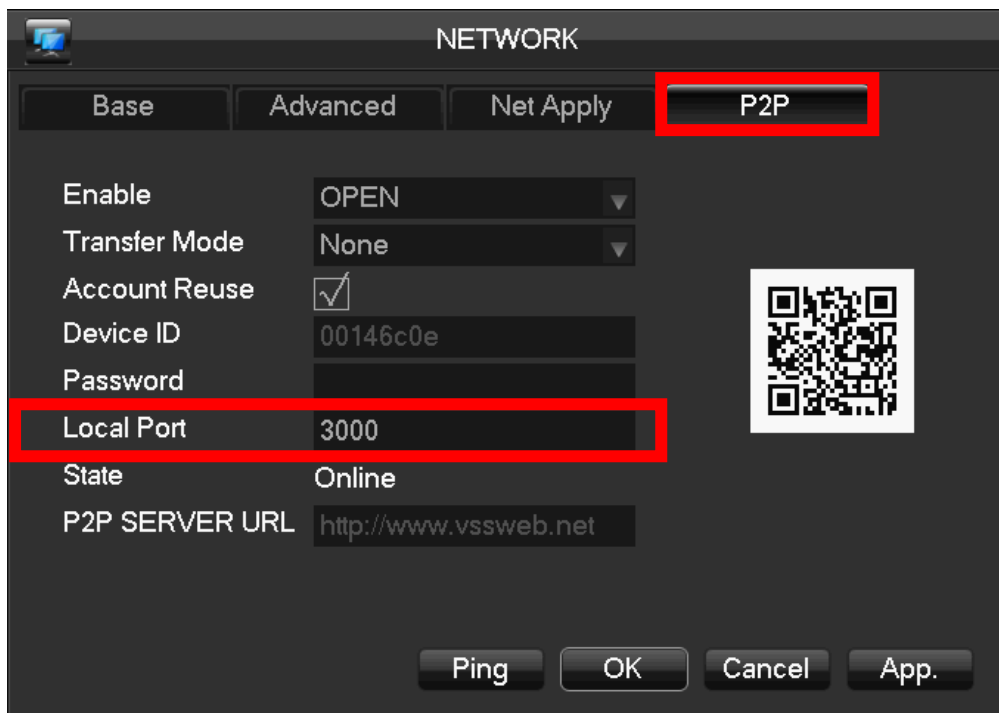 NETWORK
Base Advanced Net Apply P2P
Enable OPEN
Transfer Mode None
Account Reuse
Device ID 00146c0e
Password
Local Port 3000
State Online
P2P SERVER URL http://www.vssweb.net
Ping OK Cancel App.